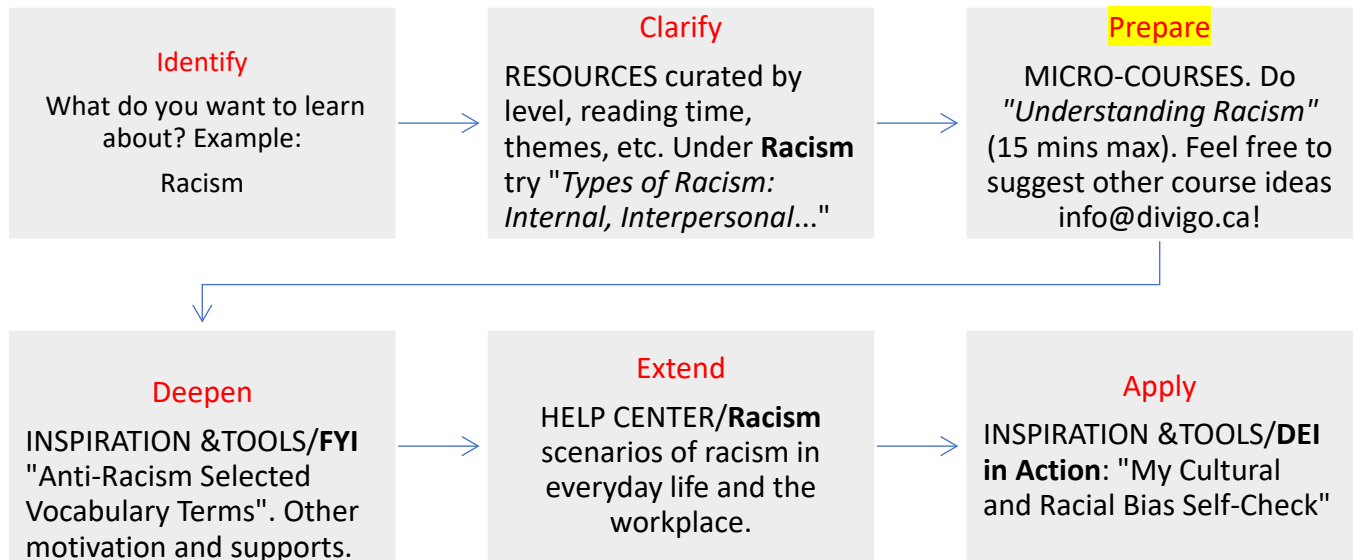 Identify
What do you want to learn
about? Example:
Racism
Clarify
RESOURCES curated by
level, reading time,
themes, etc. Under Racism
try "Types of Racism:
Internal, Interpersonal..."
Prepare
MICRO-COURSES. Do
"Understanding Racism"
(15 mins max). Feel free to
suggest other course ideas
info@divigo.ca!
Deepen
INSPIRATION &TOOLS/FYI
"Anti-Racism Selected
Vocabulary Terms". Other
motivation and supports.
Extend
HELP CENTER/Racism
scenarios of racism in
everyday life and the
workplace.
Apply
INSPIRATION &TOOLS/DEI
in Action: "My Cultural
and Racial Bias Self-Check"